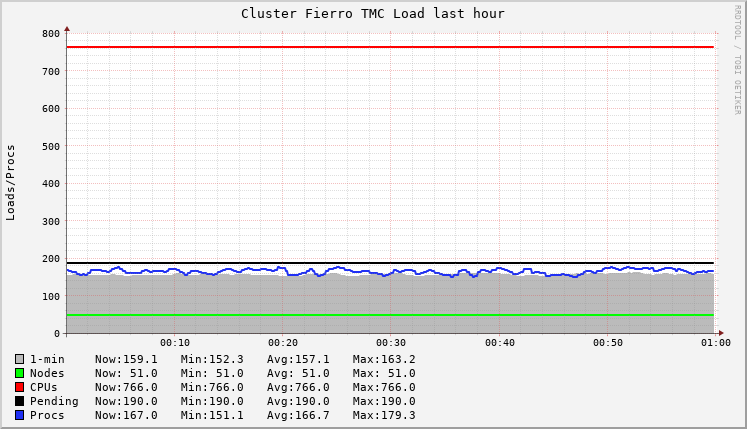 Cluster Fierro TMC Load last hour
RRDTOOL / TOBI OETIKER
Loads/Procs
800
700
600
500
400
300
200
100
0
00:10 00:20 00:30 00:40 00:50 01:00
1-min Now:159.1 Min:152.3 Avg:157.1 Max:163.2
Nodes Now: 51.0 Min: 51.0 Avg: 51.0 Max: 51.0
CPUs Now:766.0 Min:766.0 Avg:766.0 Max:766.0
Pending Now:190.0 Min:190.0 Avg:190.0 Max:190.0
Procs Now:167.0 Min:151.1 Avg:166.7 Max:179.3